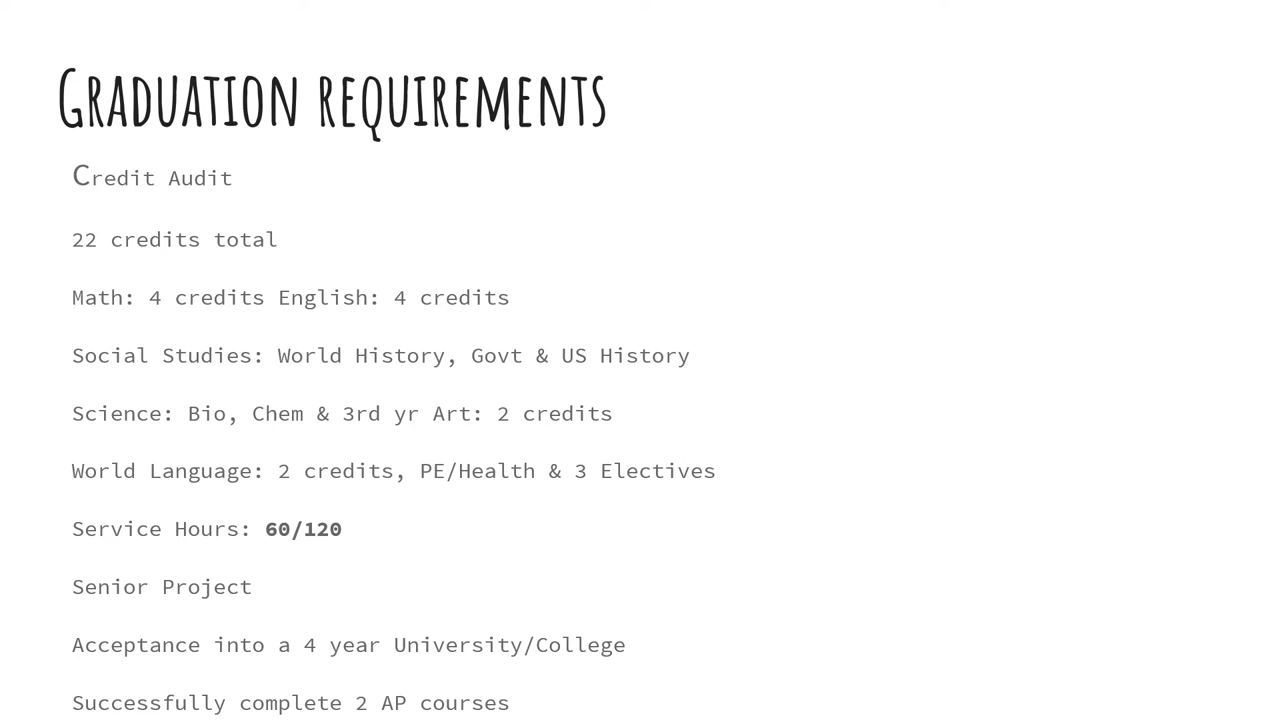 Graduation requirements
Credit Audit
22 credits total
Math: 4 credits English: 4 credits
Social Studies: World History, Govt & US History
Science: Bio, Chem & 3rd yr Art: 2 credits
World Language: 2 credits, PE/Health & 3 Electives
Service Hours: 60/120
Senior Project
Acceptance into a 4 year University/College
Successfully complete 2 AP courses